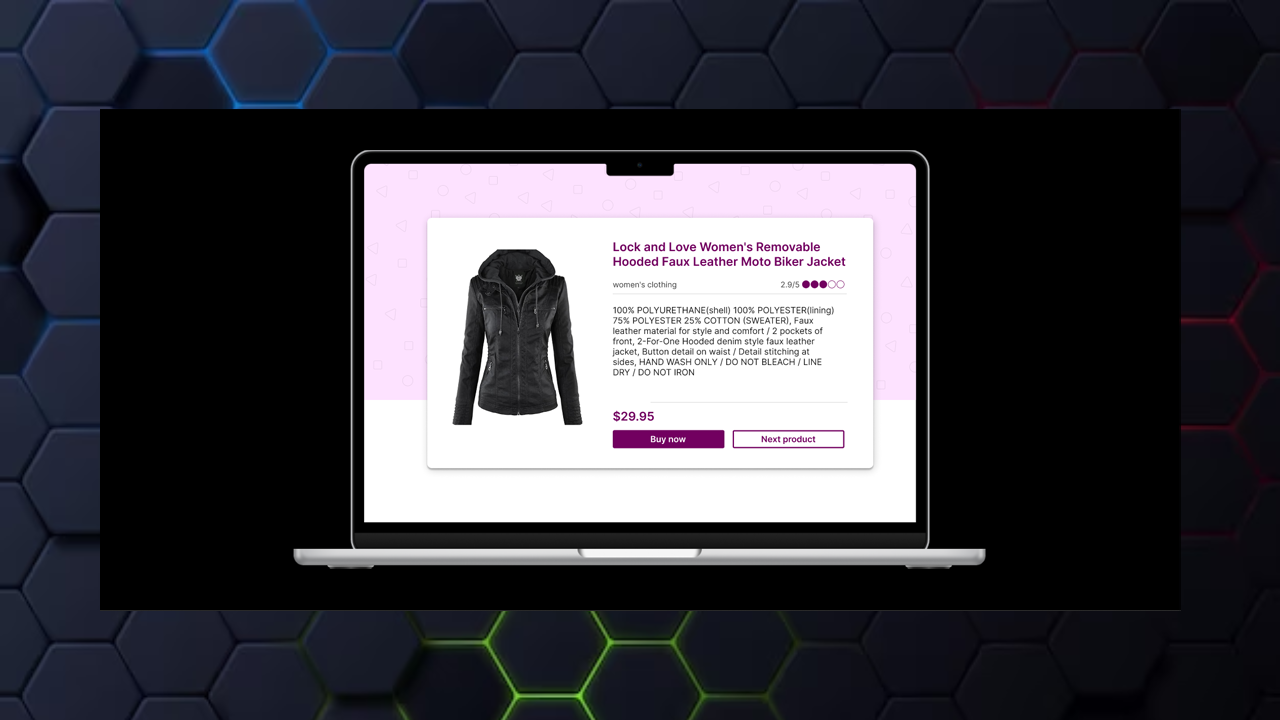 Lock and Love Women's Removable
Hooded Faux Leather Moto Biker Jacket
women's clothing 2.9/5
100% POLYURETHANE(shell) 100% POLYESTER(lining)
75% POLYESTER 25% COTTON (SWEATER), Faux
leather material for style and comfort / 2 pockets of
front, 2-For-One Hooded denim style faux leather
jacket, Button detail on waist / Detail stitching at
sides, HAND WASH ONLY / DO NOT BLEACH / LINE
DRY / DO NOT IRON
$29.95
Buy now Next product